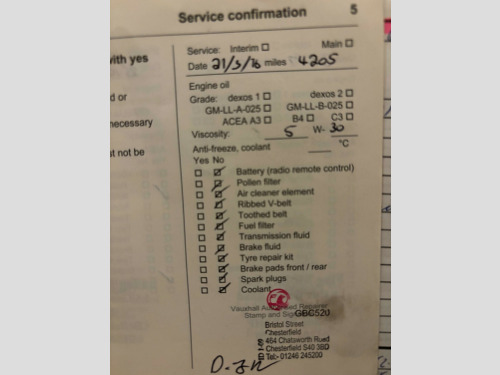 Service confirmation 5
with yes
Service: Interim ☐ Main ☐
Date 21/5/16 miles 4205
d or
Engine oil
Grade: dexos 1 ☐ dexos 2 ☐
GM-LL-A-025 ☐ GM-LL-B-025 ☐
necessary
ACEA A3 ☐ B4 ☐ C3 ☐
Viscosity: 5 W- 30
t not be
Anti-freeze, coolant °C
Yes No
Battery (radio remote control)
Pollen filter
Air cleaner element
Ribbed V-belt
Toothed belt
Fuel filter
Transmission fluid
Brake fluid
Tyre repair kit
Brake pads front / rear
Spark plugs
Coolant
Vauxhall Authorised Repairer
Stamp and GBC520
Bristol Street
Chesterfield
464 Chatsworth Road
Chesterfield S40 3BD
Tel:- 01246 245200